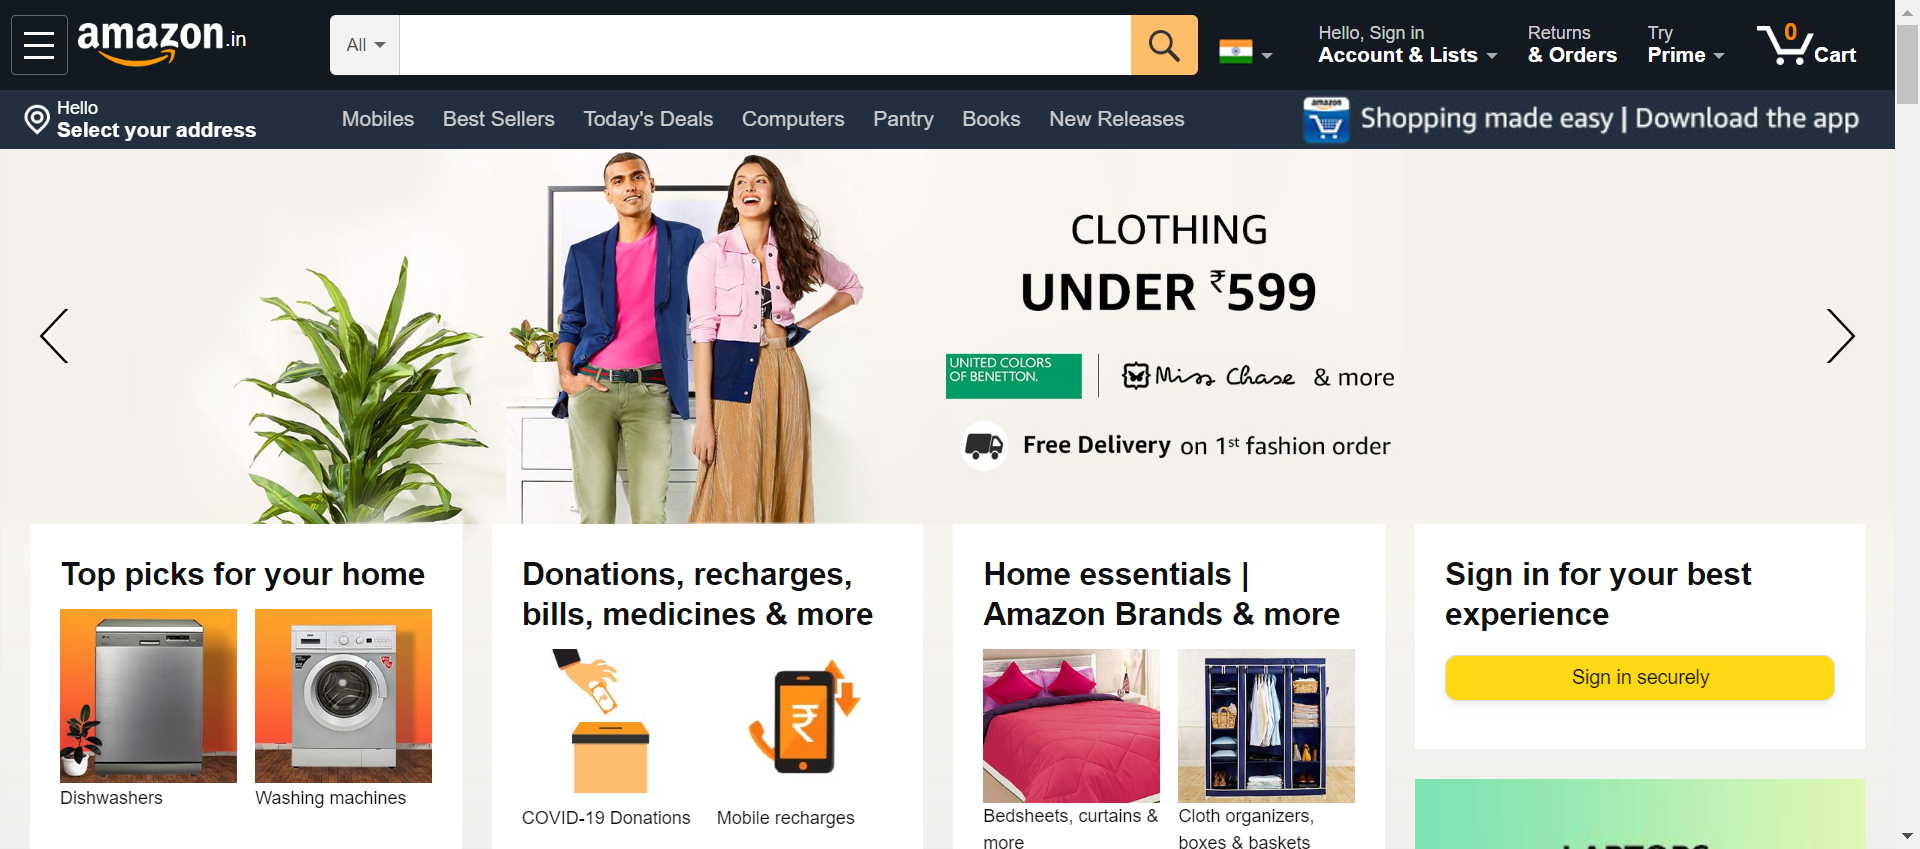 amazon.in
All
Hello, Sign in
Account & Lists
Returns
& Orders
Try
Prime
0
Cart
Hello
Select your address
Mobiles
Best Sellers
Today's Deals
Computers
Pantry
Books
New Releases
amazon
Shopping made easy | Download the app
CLOTHING
UNDER ₹599
UNITED COLORS
OF BENETTON.
Miss Chase & more
Free Delivery on 1st fashion order
Top picks for your home
Dishwashers
Washing machines
Donations, recharges,
bills, medicines & more
₹
COVID-19 Donations
Mobile recharges
Home essentials |
Amazon Brands & more
Bedsheets, curtains &
more
Cloth organizers,
boxes & baskets
Sign in for your best
experience
Sign in securely